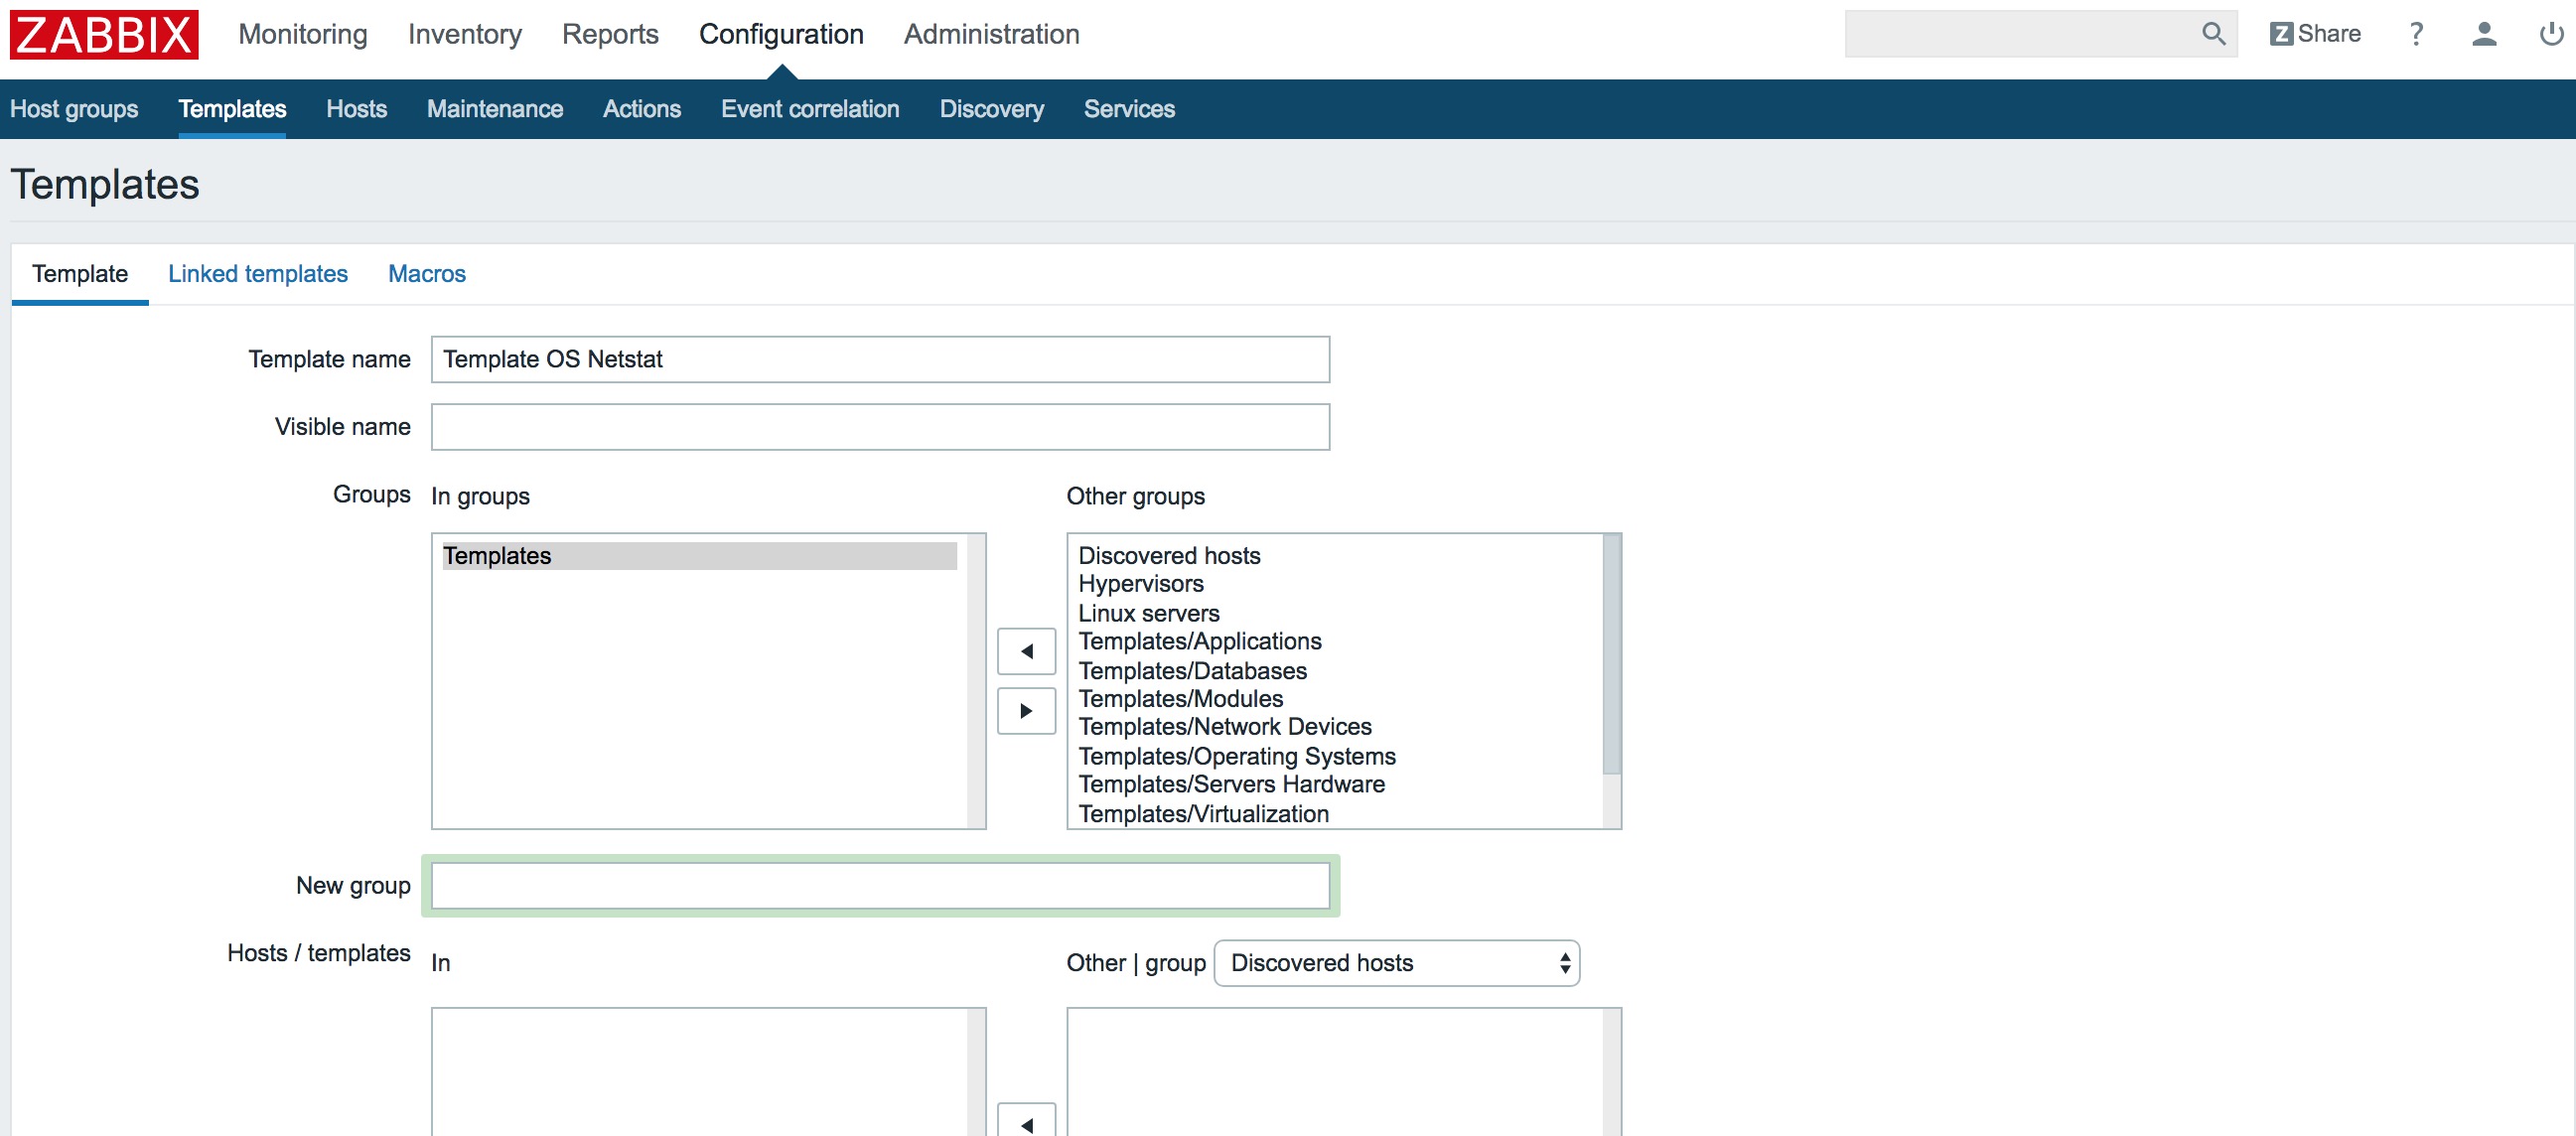 ZABBIX Monitoring Inventory Reports Configuration Administration Z Share ?
Host groups Templates Hosts Maintenance Actions Event correlation Discovery Services
Templates
Template Linked templates Macros
Template name Template OS Netstat
Visible name
Groups In groups Other groups
Templates
Discovered hosts
Hypervisors
Linux servers
Templates/Applications
Templates/Databases
Templates/Modules
Templates/Network Devices
Templates/Operating Systems
Templates/Servers Hardware
Templates/Virtualization
New group
Hosts / templates In Other | group Discovered hosts